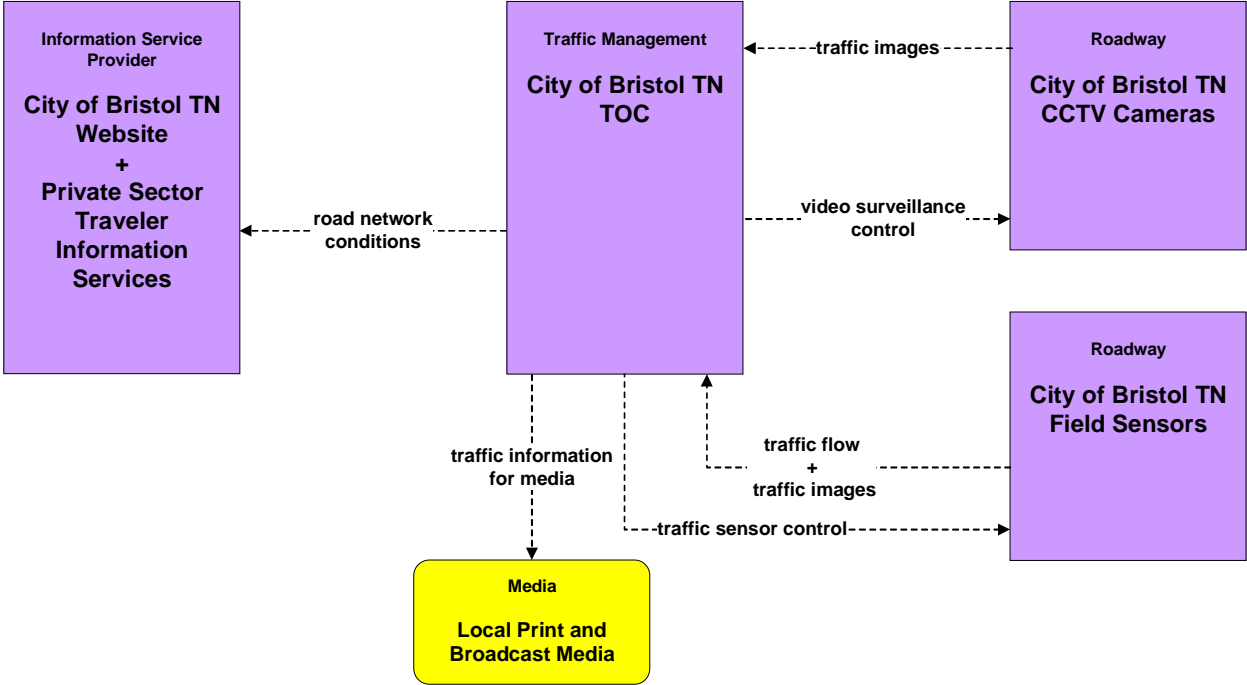 Information Service
Provider
City of Bristol TN
Website
+
Private Sector
Traveler
Information
Services
road network
conditions
Traffic Management
City of Bristol TN
TOC
traffic images
video surveillance
control
Roadway
City of Bristol TN
CCTV Cameras
Roadway
City of Bristol TN
Field Sensors
traffic flow
+
traffic images
traffic sensor control
traffic information
for media
Media
Local Print and
Broadcast Media